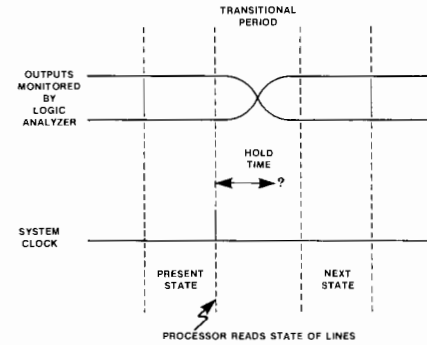 TRANSITIONAL
PERIOD
OUTPUTS
MONITORED
BY
LOGIC
ANALYZER
HOLD
TIME
?
SYSTEM
CLOCK
PRESENT
STATE
NEXT
STATE
PROCESSOR READS STATE OF LINES